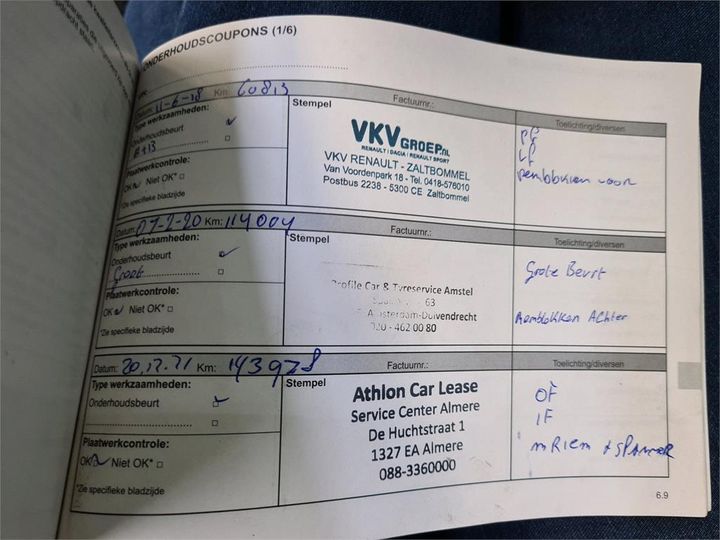 ONDERHOUDSCOUPONS (1/6)
Datum: 11-6-18 Km: 60813
Factuurnr.:
Toelichting/diversen
Type werkzaamheden:
Onderhoudsbeurt
Plaatwerkcontrole:
OK Niet OK*
*Zie specifieke bladzijde
Stempel
VKV GROEP.nl
RENAULT | DACIA | RENAULT SPORT
VKV RENAULT - ZALTBOMMEL
Van Voordenpark 18 - Tel. 0418-576010
Postbus 2238 - 5300 CE Zaltbommel
PF
LF
remblokken voor
Datum: 07-2-20 Km: 114004
Factuurnr.:
Toelichting/diversen
Type werkzaamheden:
Onderhoudsbeurt
Groot
Plaatwerkcontrole:
OK Niet OK*
*Zie specifieke bladzijde
Stempel
Profile Car & Tyreservice Amstel
63
Amsterdam-Duivendrecht
020 - 462 00 80
Grote Beurt
Remblokken Achter
Datum: 20.12.21 Km: 143978
Factuurnr.:
Toelichting/diversen
Type werkzaamheden:
Onderhoudsbeurt
Plaatwerkcontrole:
OK Niet OK*
*Zie specifieke bladzijde
Stempel
Athlon Car Lease
Service Center Almere
De Huchtstraat 1
1327 EA Almere
088-3360000
OF
IF
mRiem + SPANNER
6.9